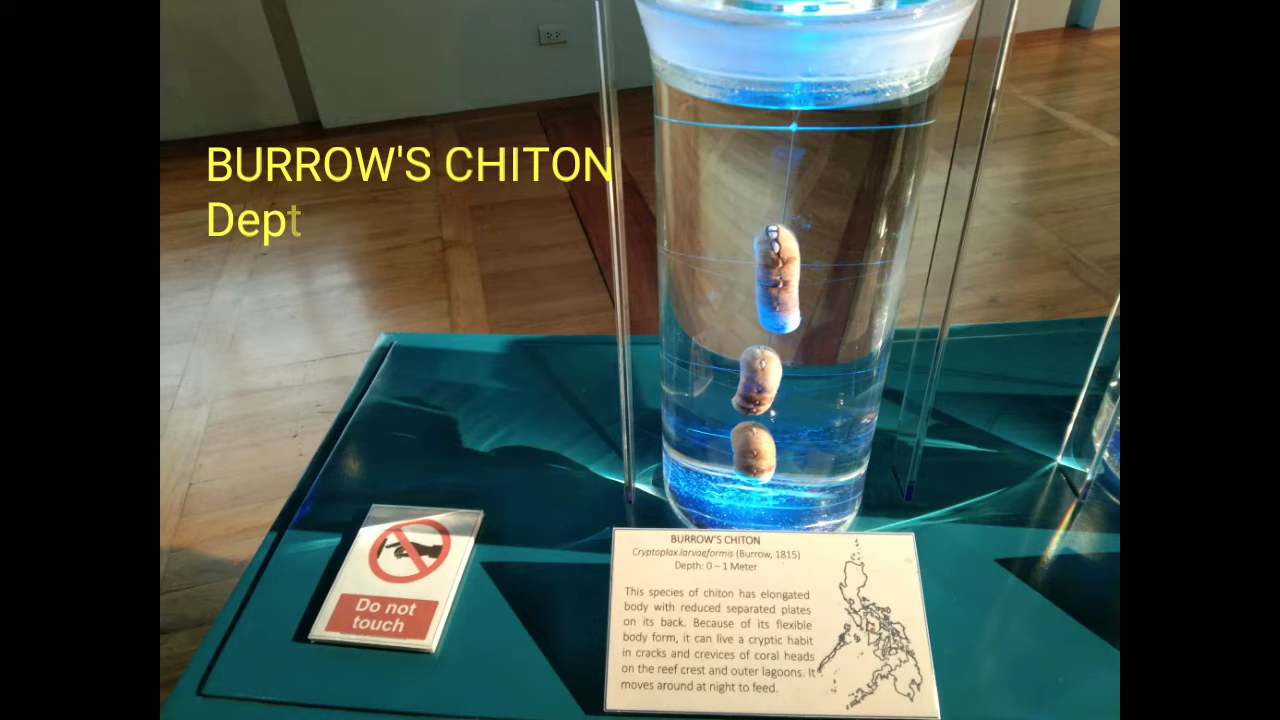 BURROW'S CHITON
Dept
Do not
touch
BURROW'S CHITON
Cryptoplax larvaeformis (Burrow, 1815)
Depth: 0 – 1 Meter
This species of chiton has elongated
body with reduced separated plates
on its back. Because of its flexible
body form, it can live a cryptic habit
in cracks and crevices of coral heads
on the reef crest and outer lagoons. It
moves around at night to feed.